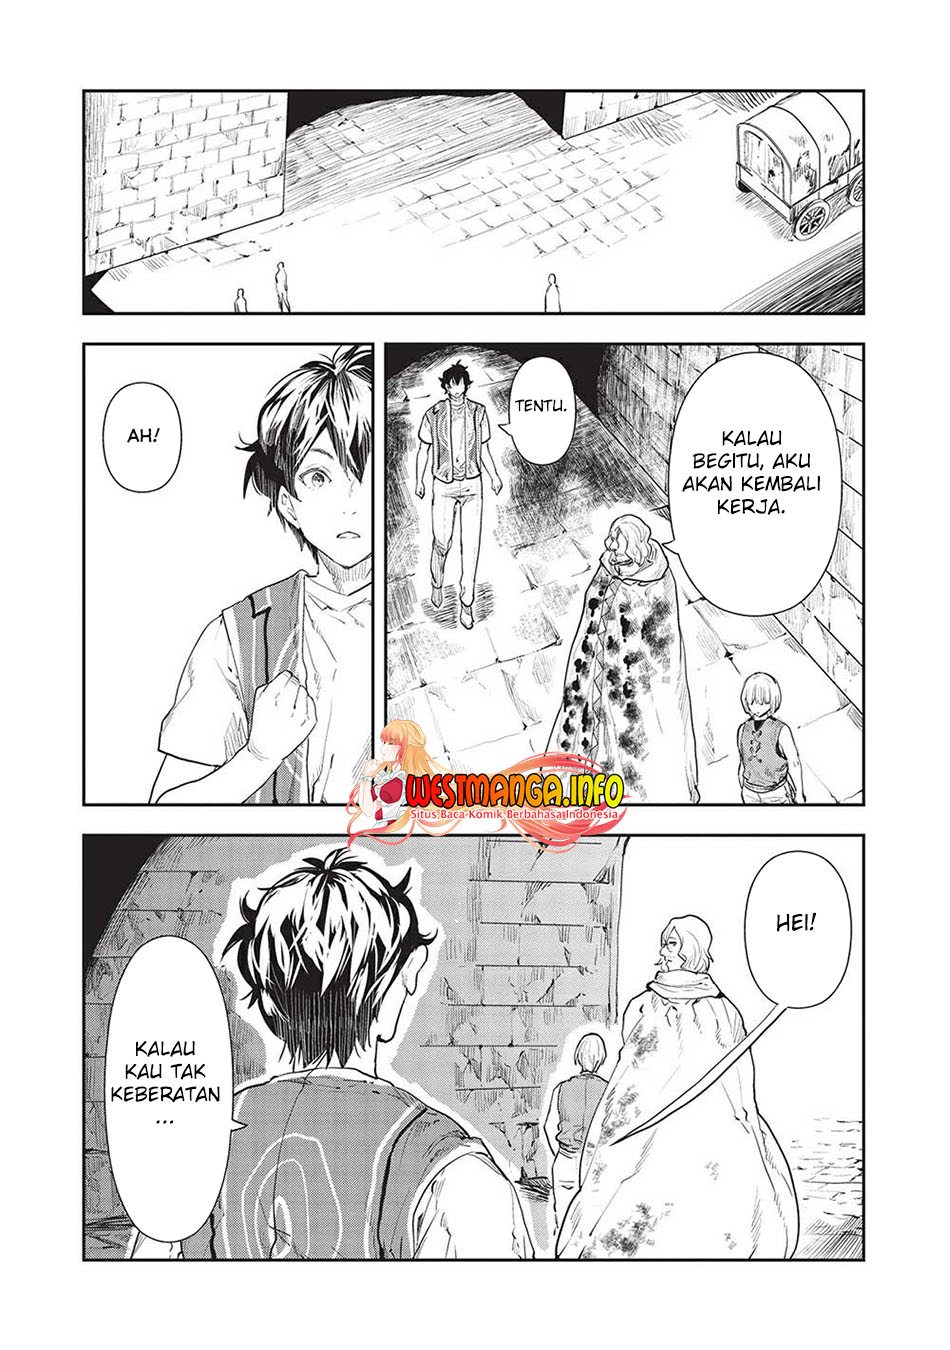 KALAU
BEGITU, AKU
AKAN KEMBALI
KERJA.
TENTU.
AH!
WESTMANGA.INFO
Situs Baca Komik Berbahasa Indonesia
HEI!
KALAU
KAU TAK
KEBERATAN
...